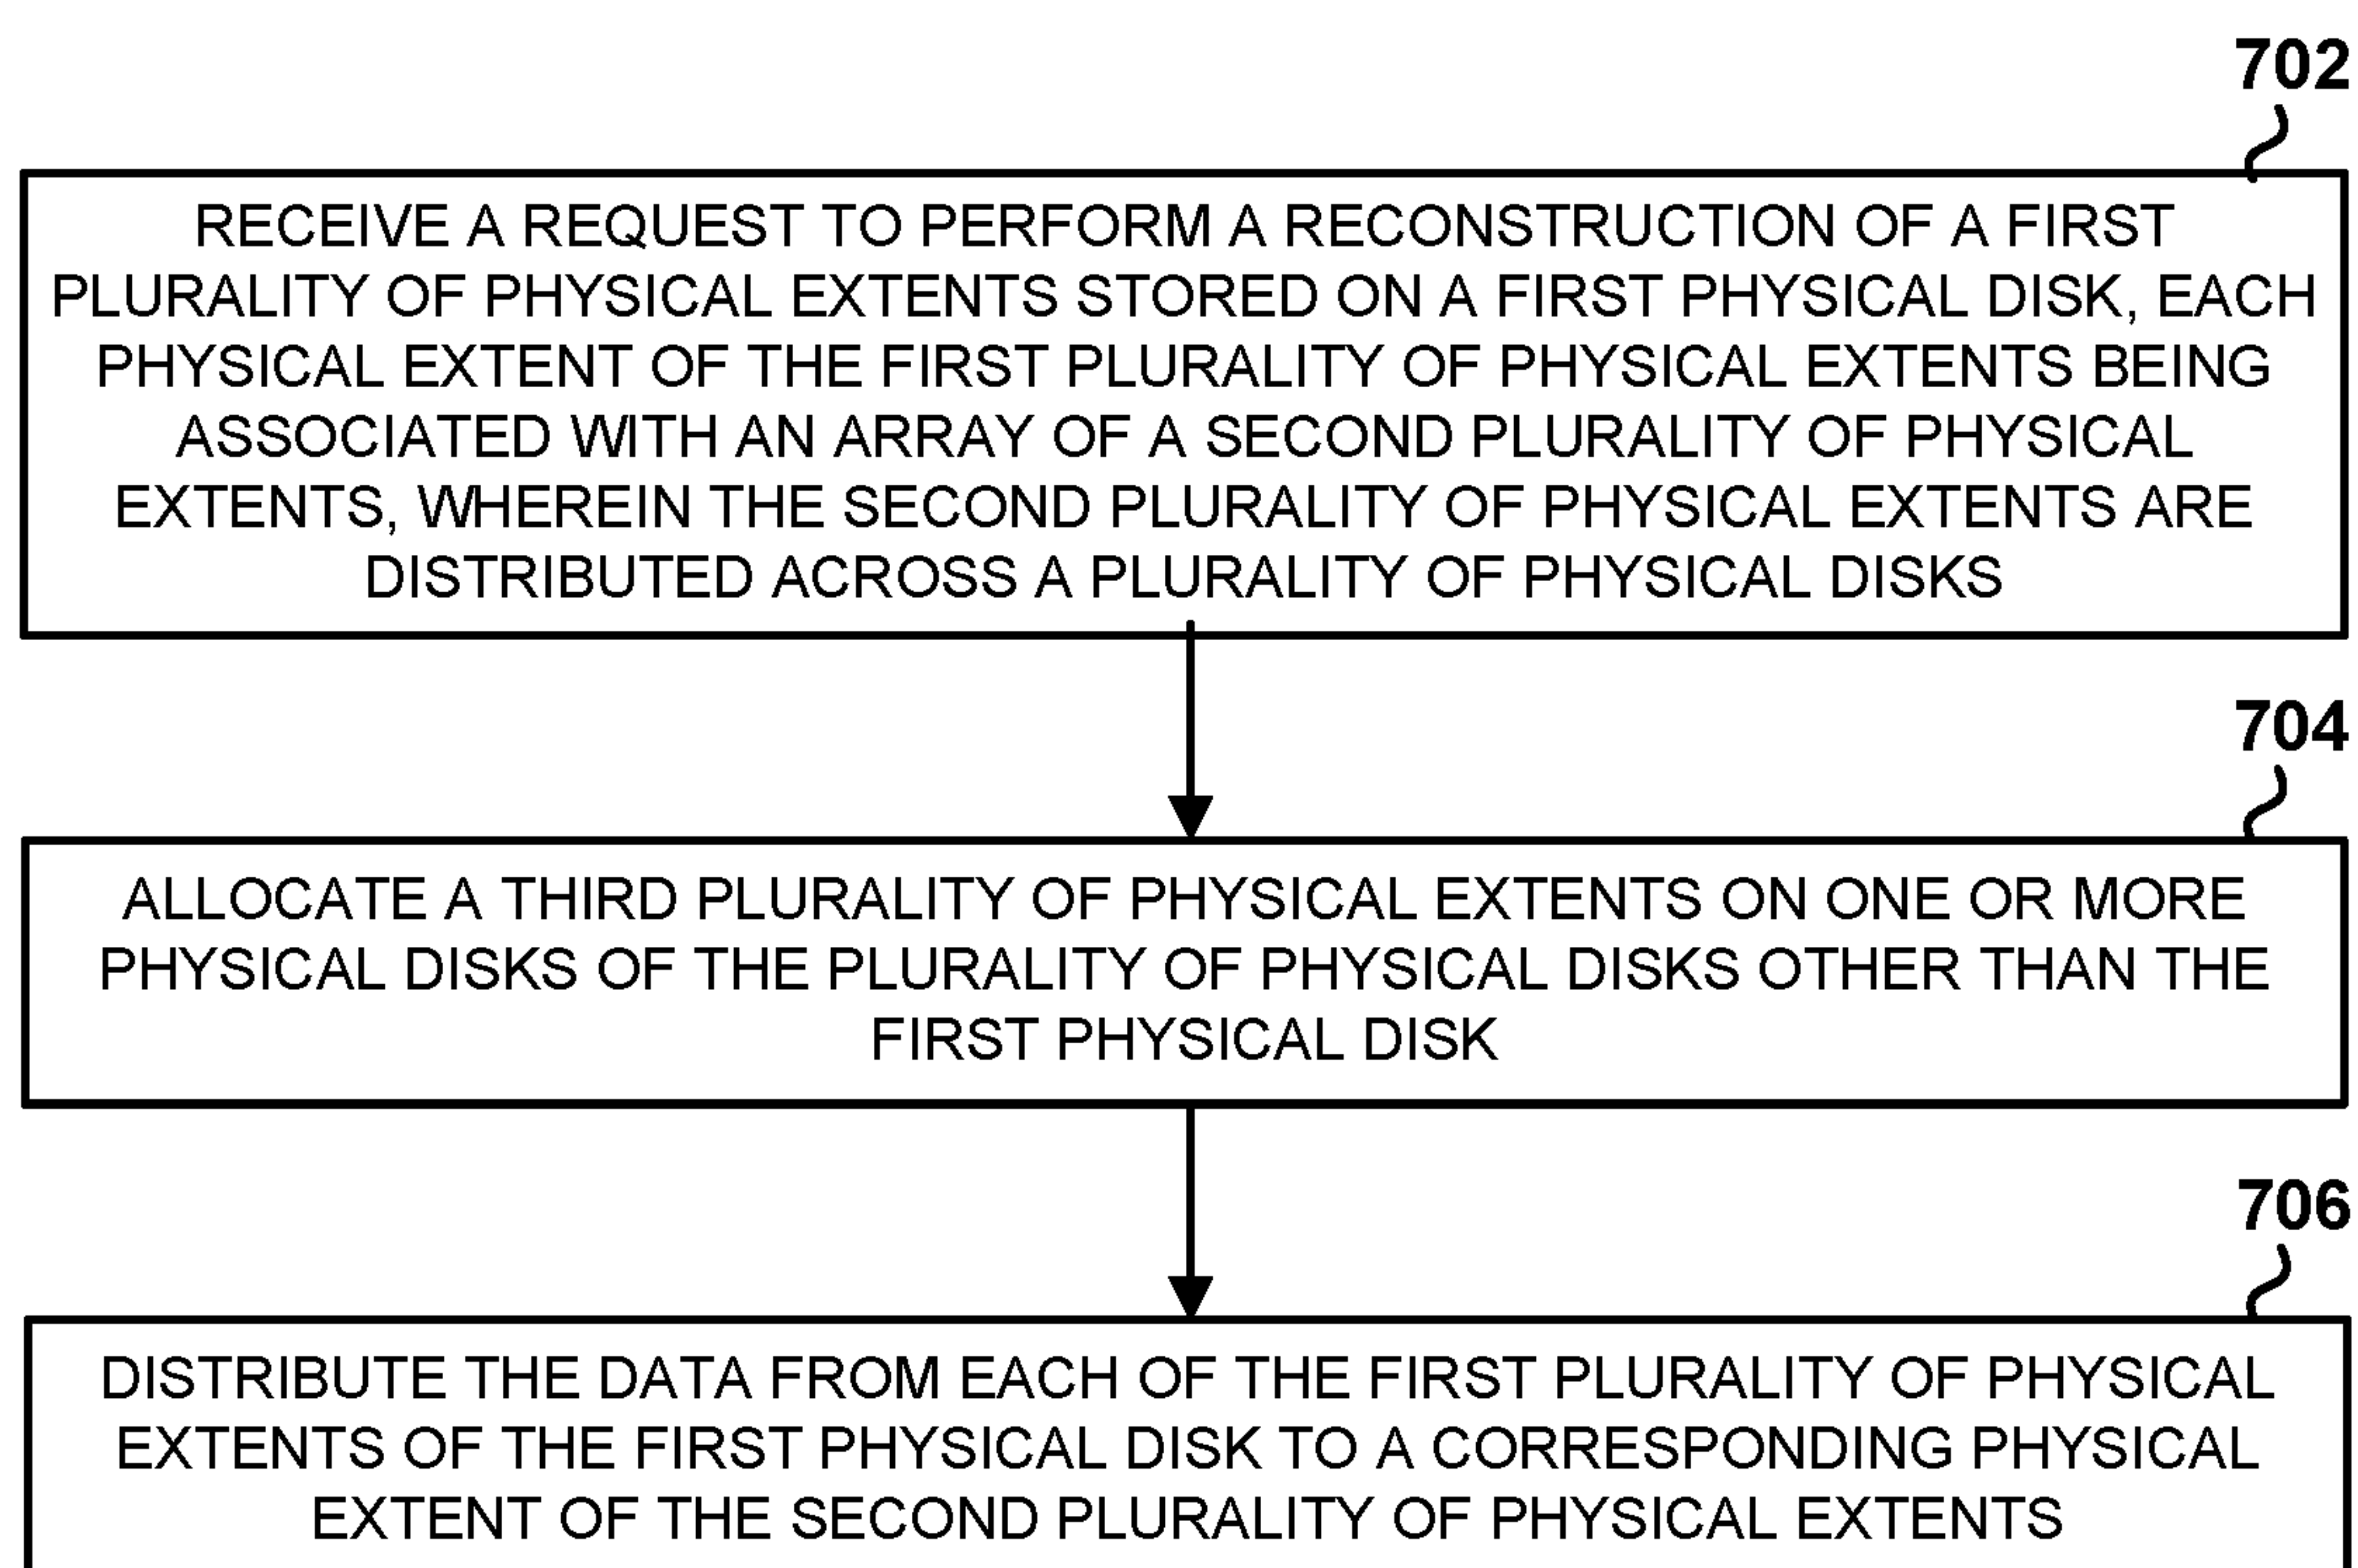 702
RECEIVE A REQUEST TO PERFORM A RECONSTRUCTION OF A FIRST
PLURALITY OF PHYSICAL EXTENTS STORED ON A FIRST PHYSICAL DISK, EACH
PHYSICAL EXTENT OF THE FIRST PLURALITY OF PHYSICAL EXTENTS BEING
ASSOCIATED WITH AN ARRAY OF A SECOND PLURALITY OF PHYSICAL
EXTENTS, WHEREIN THE SECOND PLURALITY OF PHYSICAL EXTENTS ARE
DISTRIBUTED ACROSS A PLURALITY OF PHYSICAL DISKS
704
ALLOCATE A THIRD PLURALITY OF PHYSICAL EXTENTS ON ONE OR MORE
PHYSICAL DISKS OF THE PLURALITY OF PHYSICAL DISKS OTHER THAN THE
FIRST PHYSICAL DISK
706
DISTRIBUTE THE DATA FROM EACH OF THE FIRST PLURALITY OF PHYSICAL
EXTENTS OF THE FIRST PHYSICAL DISK TO A CORRESPONDING PHYSICAL
EXTENT OF THE SECOND PLURALITY OF PHYSICAL EXTENTS